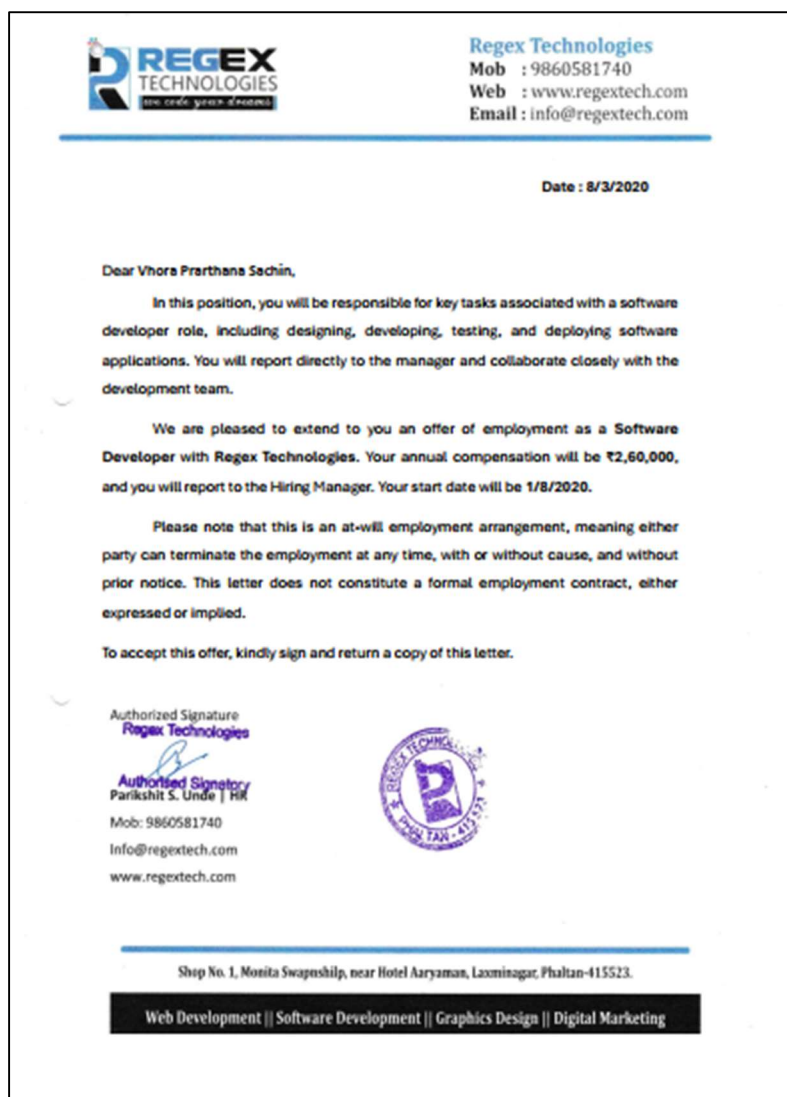 REGEX
TECHNOLOGIES
we code your dreams
Regex Technologies
Mob : 9860581740
Web : www.regextech.com
Email : info@regextech.com
Date : 8/3/2020
Dear Vhora Prarthana Sachin,
In this position, you will be responsible for key tasks associated with a software
developer role, including designing, developing, testing, and deploying software
applications. You will report directly to the manager and collaborate closely with the
development team.
We are pleased to extend to you an offer of employment as a Software
Developer with Regex Technologies. Your annual compensation will be ₹2,60,000,
and you will report to the Hiring Manager. Your start date will be 1/8/2020.
Please note that this is an at-will employment arrangement, meaning either
party can terminate the employment at any time, with or without cause, and without
prior notice. This letter does not constitute a formal employment contract, either
expressed or implied.
To accept this offer, kindly sign and return a copy of this letter.
Authorized Signature
Regex Technologies
Authorised Signatory
Parikshit S. Unde | HR
Mob: 9860581740
Info@regextech.com
www.regextech.com
REGEX TECHNOL
PHALTAN - 415523
Shop No. 1, Monita Swapnshilp, near Hotel Aaryaman, Laxminagar, Phaltan-415523.
Web Development || Software Development || Graphics Design || Digital Marketing